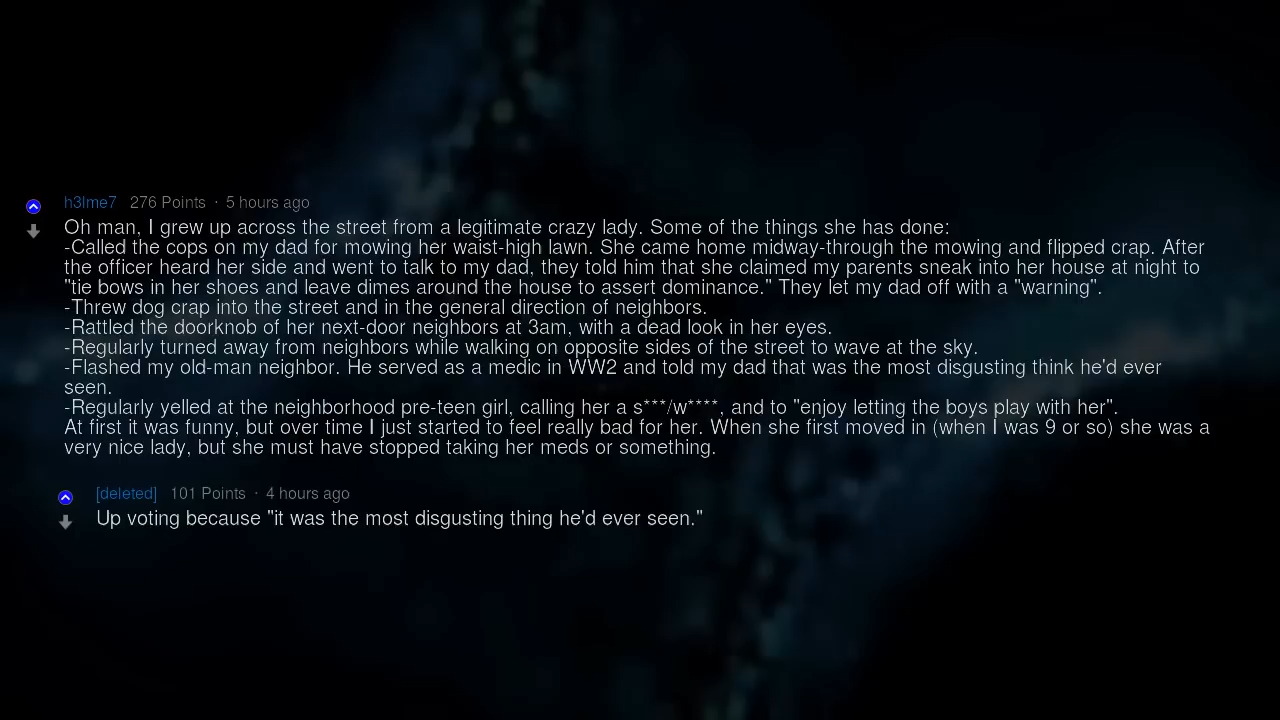 h3lme7 276 Points · 5 hours ago
Oh man, I grew up across the street from a legitimate crazy lady. Some of the things she has done:
-Called the cops on my dad for mowing her waist-high lawn. She came home midway-through the mowing and flipped crap. After
the officer heard her side and went to talk to my dad, they told him that she claimed my parents sneak into her house at night to
"tie bows in her shoes and leave dimes around the house to assert dominance." They let my dad off with a "warning".
-Threw dog crap into the street and in the general direction of neighbors.
-Rattled the doorknob of her next-door neighbors at 3am, with a dead look in her eyes.
-Regularly turned away from neighbors while walking on opposite sides of the street to wave at the sky.
-Flashed my old-man neighbor. He served as a medic in WW2 and told my dad that was the most disgusting think he'd ever
seen.
-Regularly yelled at the neighborhood pre-teen girl, calling her a s***/w****, and to "enjoy letting the boys play with her".
At first it was funny, but over time I just started to feel really bad for her. When she first moved in (when I was 9 or so) she was a
very nice lady, but she must have stopped taking her meds or something.
[deleted] 101 Points · 4 hours ago
Up voting because "it was the most disgusting thing he'd ever seen."